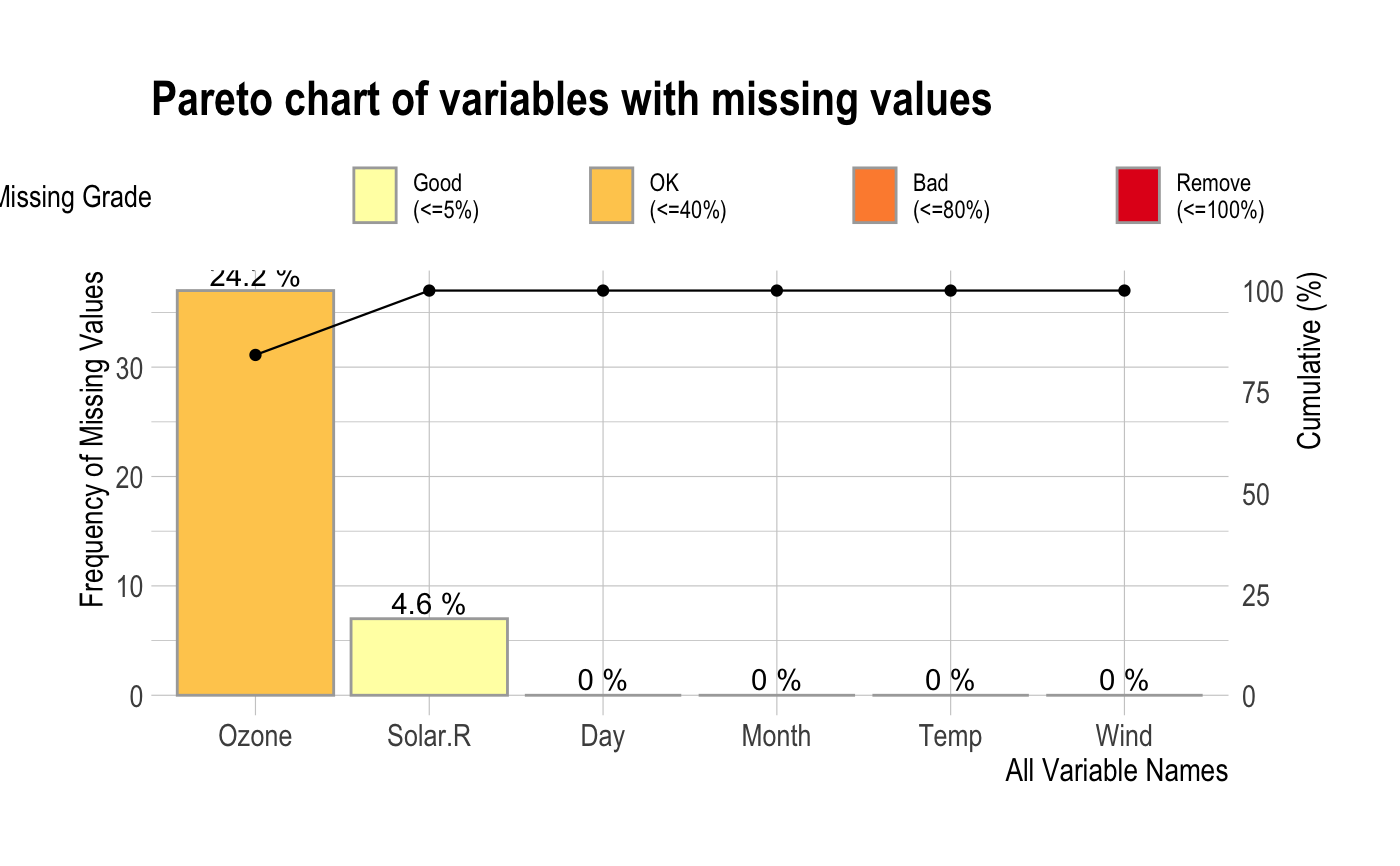 Pareto chart of variables with missing values
Missing Grade
Good
(<=5%)
OK
(<=40%)
Bad
(<=80%)
Remove
(<=100%)
Frequency of Missing Values
30
20
10
0
24.2 %
4.6 %
0 %
0 %
0 %
0 %
100
75
50
25
0
Cumulative (%)
Ozone
Solar.R
Day
Month
Temp
Wind
All Variable Names